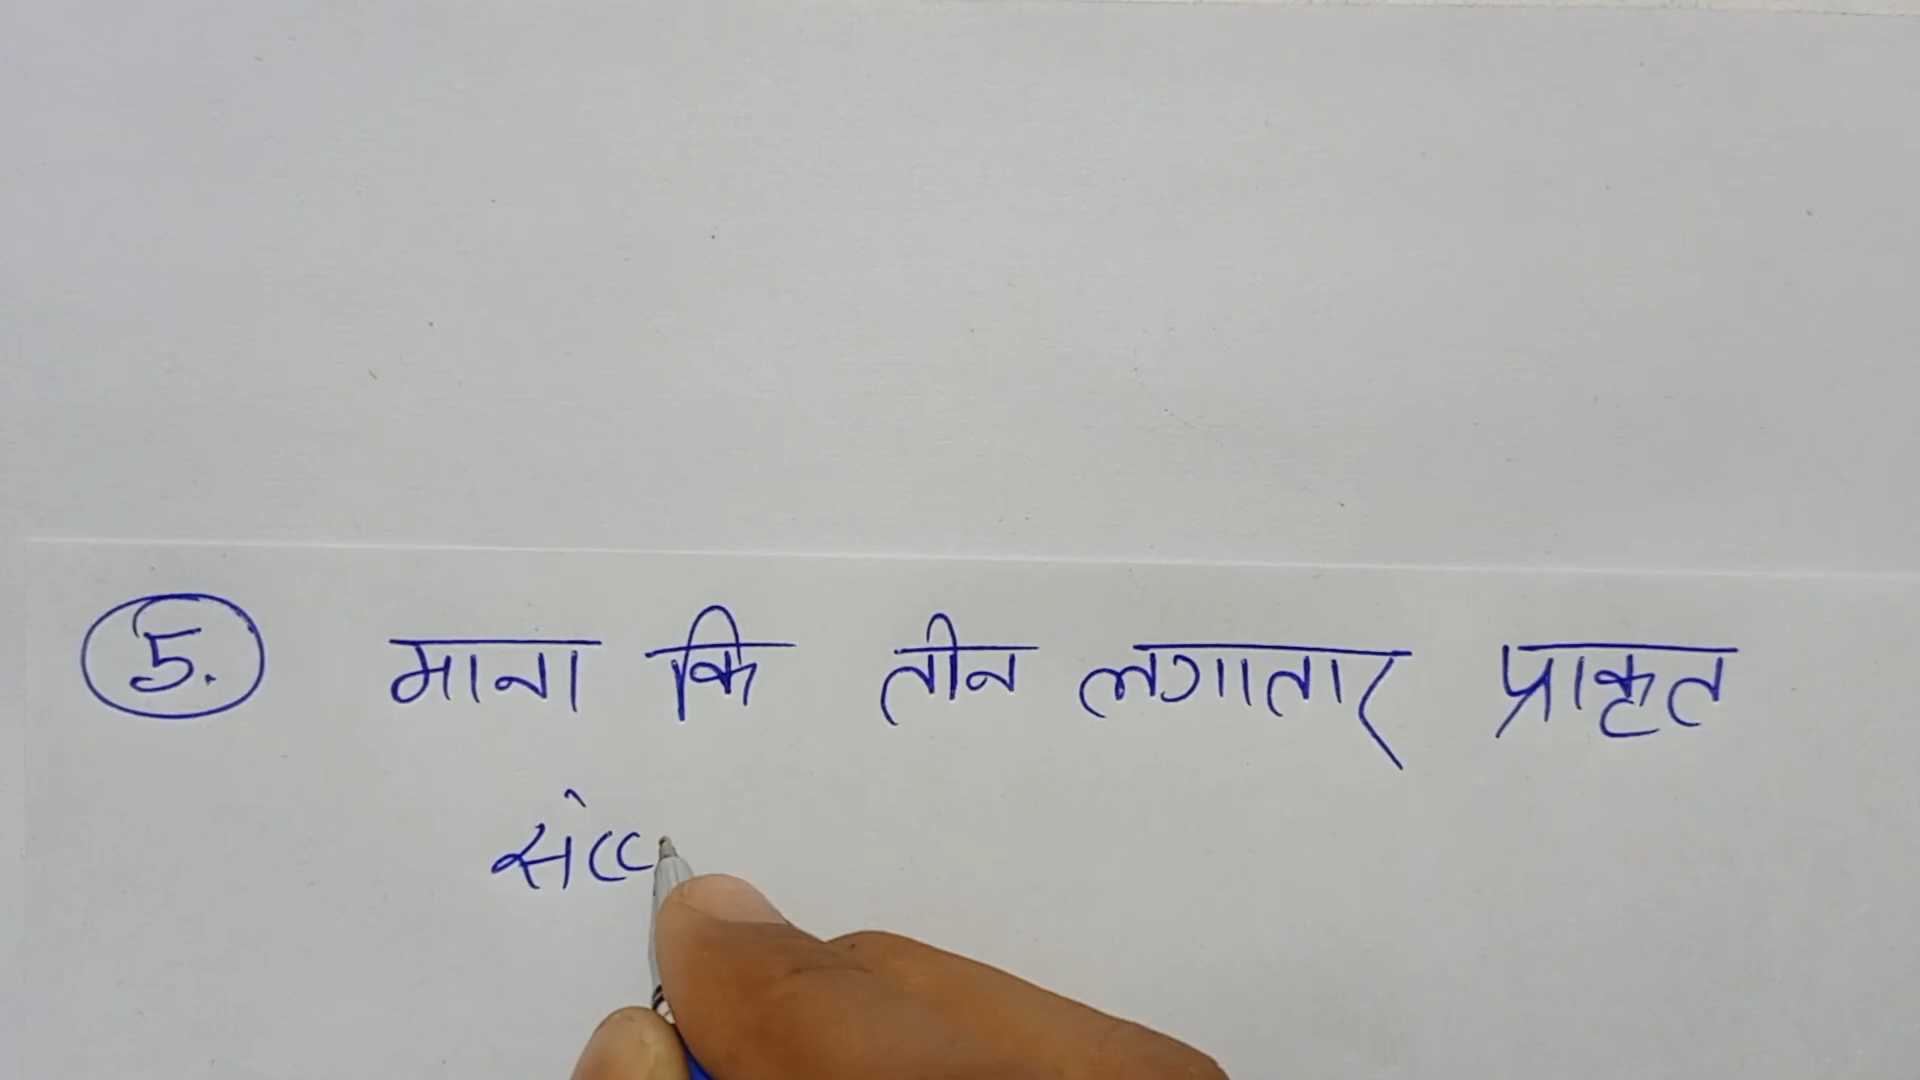 5. माना कि तीन लगातार प्राकृत